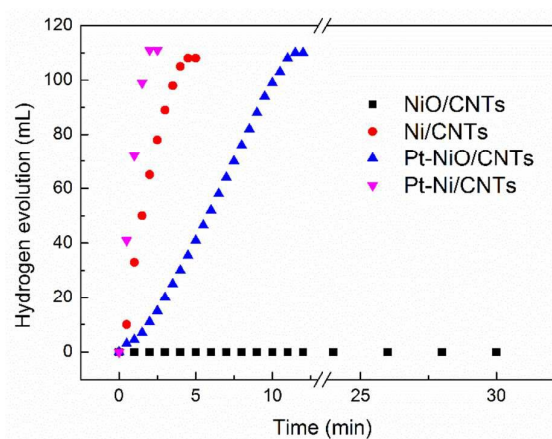 120
100
80
60
40
20
0
Hydrogen evolution (mL)
NiO/CNTs
Ni/CNTs
Pt-NiO/CNTs
Pt-Ni/CNTs
0 5 10 25 30
Time (min)